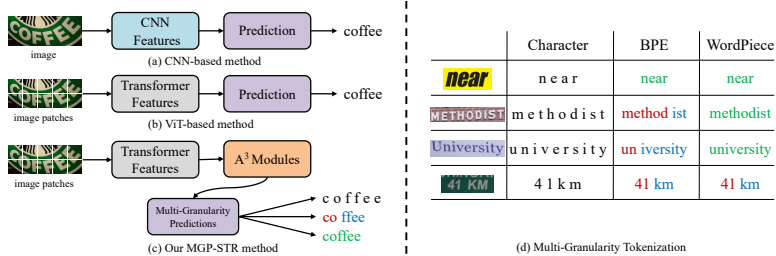 COFFEE
image
CNN Features
Prediction
coffee
(a) CNN-based method
COFFEE
image patches
Transformer Features
Prediction
coffee
(b) ViT-based method
COFFEE
image patches
Transformer Features
A³ Modules
Multi-Granularity Predictions
c o f f e e
co ffee
coffee
(c) Our MGP-STR method
Character BPE WordPiece
near n e a r near near
METHODIST m e t h o d i s t method ist methodist
University u n i v e r s i t y un iversity university
41 KM 4 1 k m 41 km 41 km
(d) Multi-Granularity Tokenization